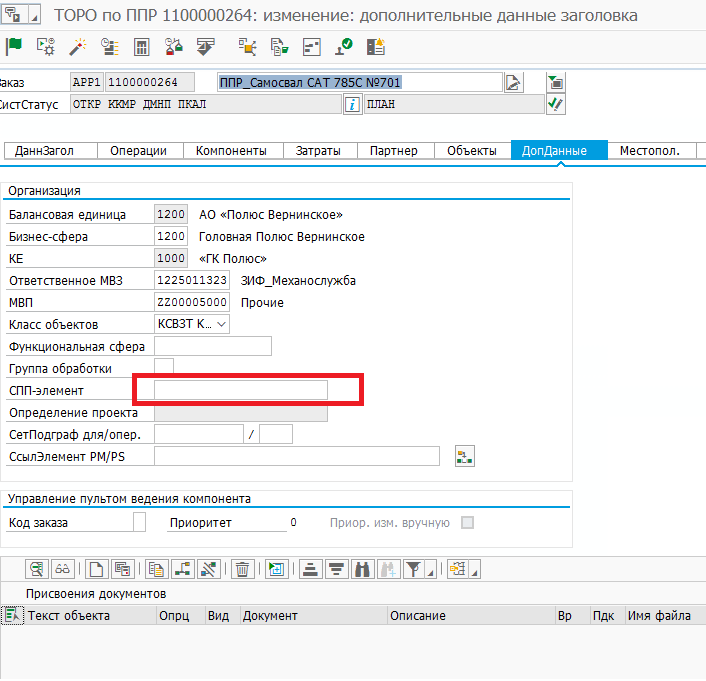 ТОРО по ППР 1100000264: изменение: дополнительные данные заголовка
аказ APP1 1100000264 ППР_Самосвал CAT 785C №701
истСтатус ОТКР ККМР ДМНП ПКАЛ ПЛАН
ДаннЗагол Операции Компоненты Затраты Партнер Объекты ДопДанные Местопол.
Организация
Балансовая единица 1200 АО «Полюс Вернинское»
Бизнес-сфера 1200 Головная Полюс Вернинское
КЕ 1000 «ГК Полюс»
Ответственное МВЗ 1225011323 ЗИФ_Механослужба
МВП ZZ00005000 Прочие
Класс объектов КСВЗТ К...
Функциональная сфера
Группа обработки
СПП-элемент
Определение проекта
СетПодграф для/опер. /
СсылЭлемент PM/PS
Управление пультом ведения компонента
Код заказа Приоритет 0 Приор. изм. вручную
Присвоения документов
Текст объекта Опрц Вид Документ Описание Вр Пдк Имя файла